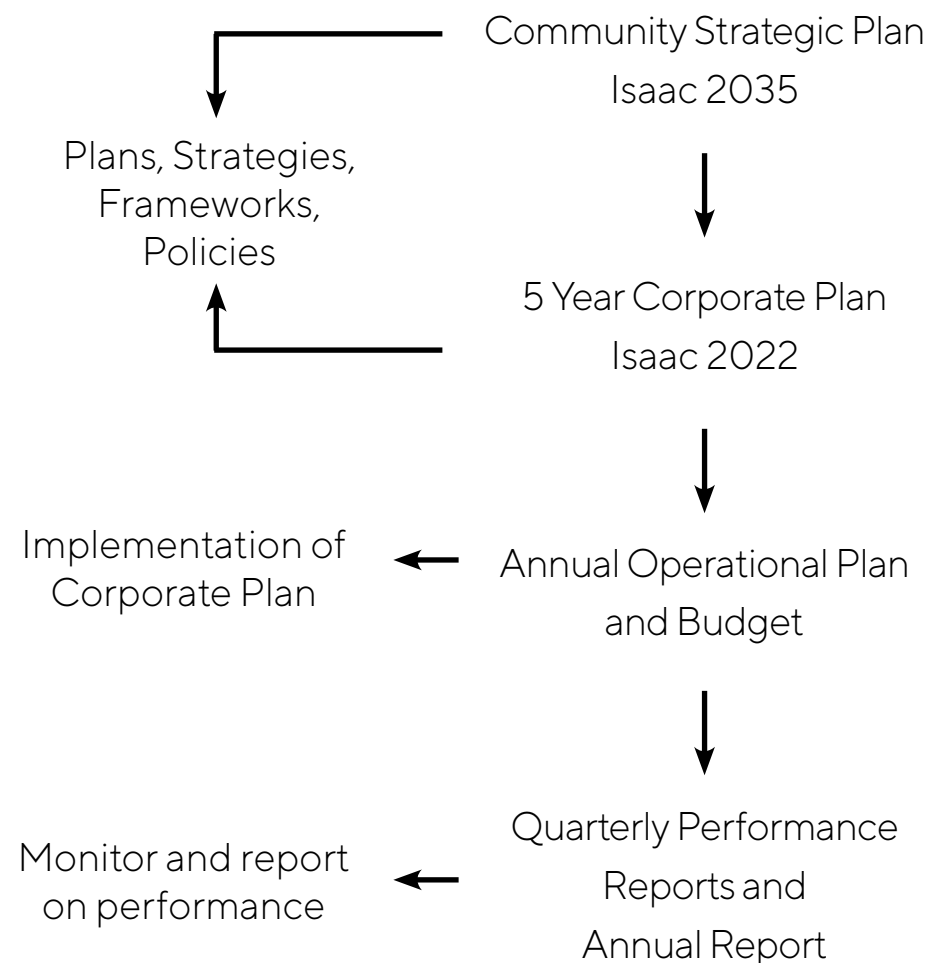 Community Strategic Plan
Isaac 2035
Plans, Strategies,
Frameworks,
Policies
5 Year Corporate Plan
Isaac 2022
Implementation of
Corporate Plan
Annual Operational Plan
and Budget
Monitor and report
on performance
Quarterly Performance
Reports and
Annual Report